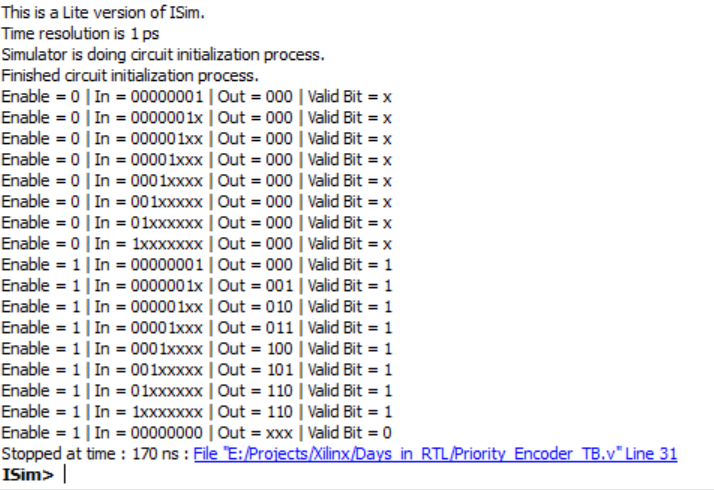 This is a Lite version of ISim.
Time resolution is 1 ps
Simulator is doing circuit initialization process.
Finished circuit initialization process.
Enable = 0 | In = 00000001 | Out = 000 | Valid Bit = x
Enable = 0 | In = 0000001x | Out = 000 | Valid Bit = x
Enable = 0 | In = 000001xx | Out = 000 | Valid Bit = x
Enable = 0 | In = 00001xxx | Out = 000 | Valid Bit = x
Enable = 0 | In = 0001xxxx | Out = 000 | Valid Bit = x
Enable = 0 | In = 001xxxxx | Out = 000 | Valid Bit = x
Enable = 0 | In = 01xxxxxx | Out = 000 | Valid Bit = x
Enable = 0 | In = 1xxxxxxx | Out = 000 | Valid Bit = x
Enable = 1 | In = 00000001 | Out = 000 | Valid Bit = 1
Enable = 1 | In = 0000001x | Out = 001 | Valid Bit = 1
Enable = 1 | In = 000001xx | Out = 010 | Valid Bit = 1
Enable = 1 | In = 00001xxx | Out = 011 | Valid Bit = 1
Enable = 1 | In = 0001xxxx | Out = 100 | Valid Bit = 1
Enable = 1 | In = 001xxxxx | Out = 101 | Valid Bit = 1
Enable = 1 | In = 01xxxxxx | Out = 110 | Valid Bit = 1
Enable = 1 | In = 1xxxxxxx | Out = 110 | Valid Bit = 1
Enable = 1 | In = 00000000 | Out = xxx | Valid Bit = 0
Stopped at time : 170 ns : File "E:/Projects/Xilinx/Days_in_RTL/Priority_Encoder_TB.v" Line 31
ISim>